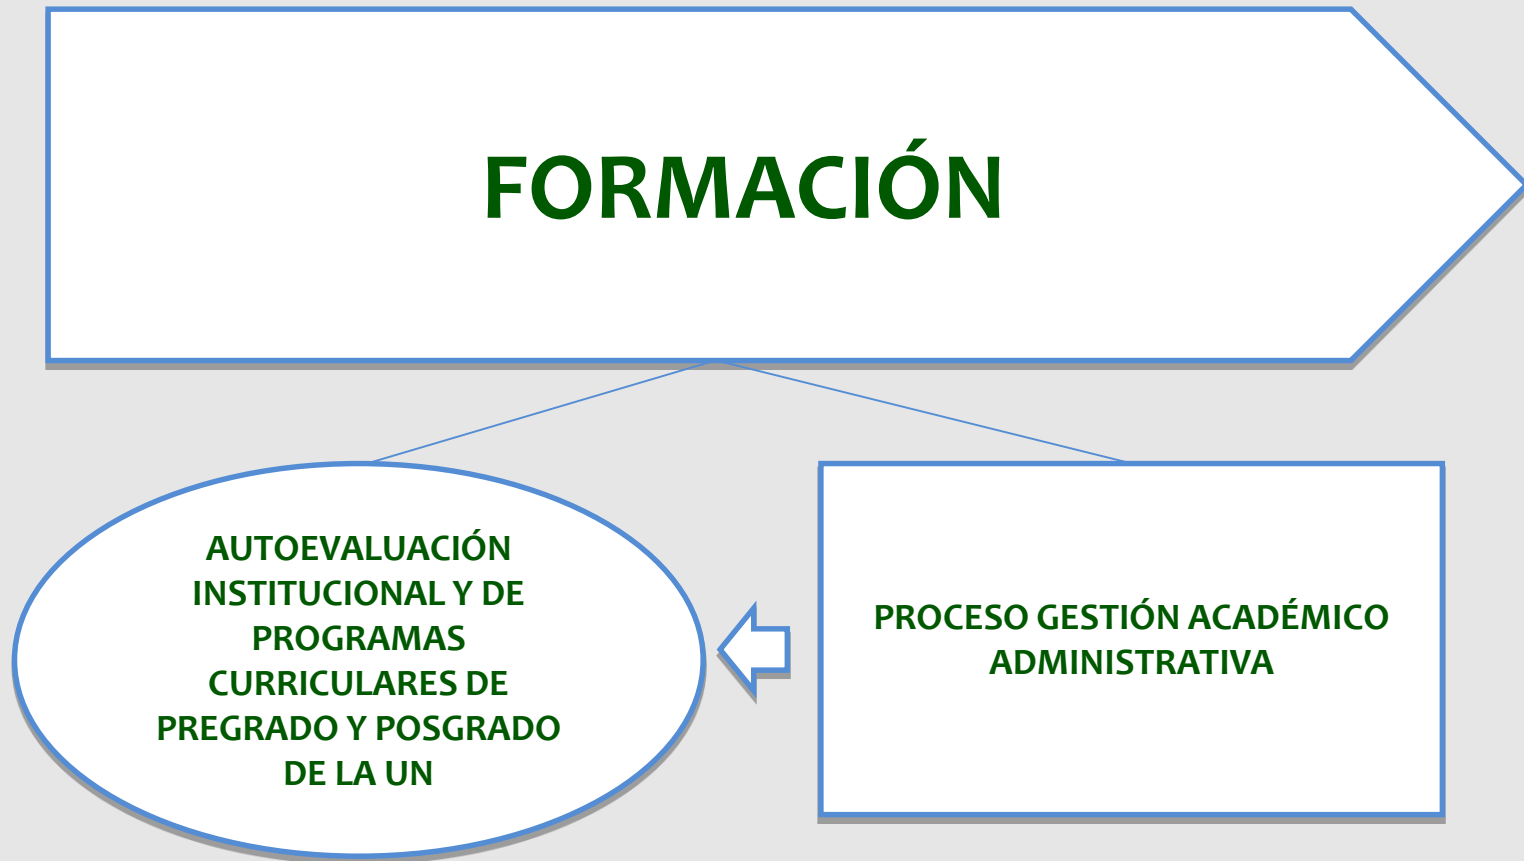 FORMACIÓN
AUTOEVALUACIÓN
INSTITUCIONAL Y DE
PROGRAMAS
CURRICULARES DE
PREGRADO Y POSGRADO
DE LA UN
PROCESO GESTIÓN ACADÉMICO
ADMINISTRATIVA